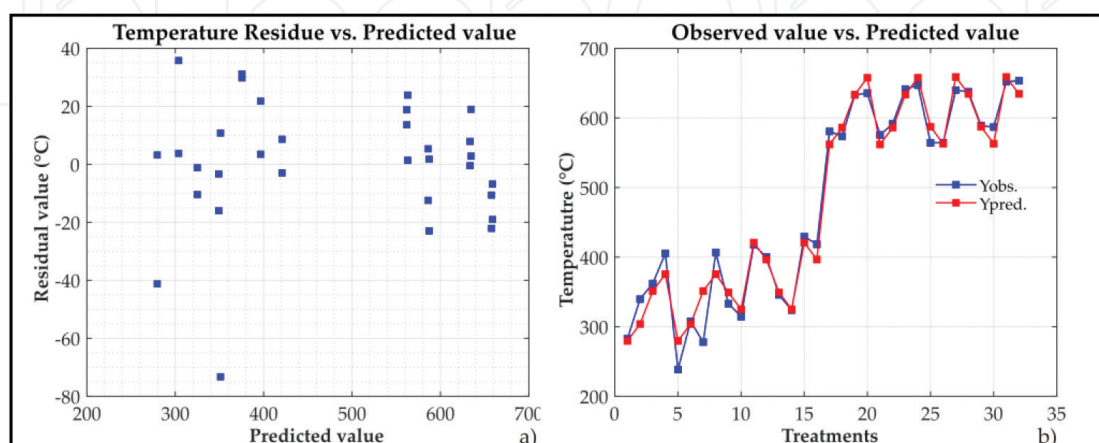 Temperature Residue vs. Predicted value
40
20
0
-20
-40
-60
-80
Residual value (°C)
200 300 400 500 600 700
Predicted value
a)
Observed value vs. Predicted value
700
600
500
400
300
200
Temperatutre (°C)
Yobs.
Ypred.
0 5 10 15 20 25 30 35
Treatments
b)